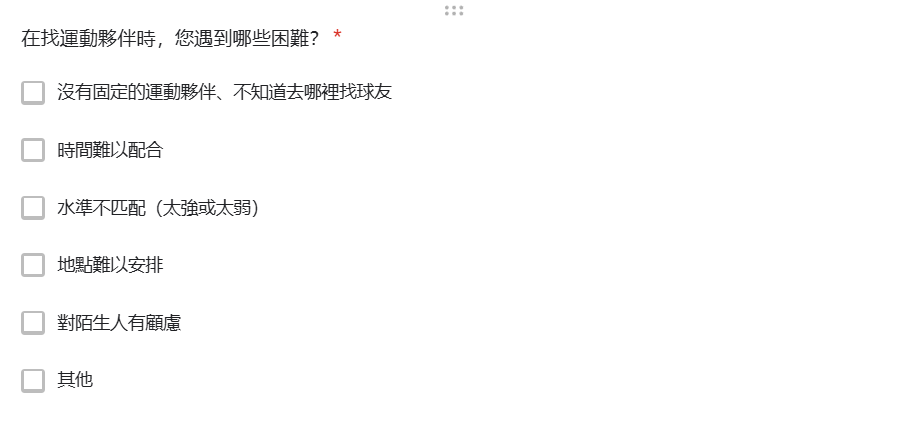 在找運動夥伴時，您遇到哪些困難？ *
沒有固定的運動夥伴、不知道去哪裡找球友
時間難以配合
水準不匹配（太強或太弱）
地點難以安排
對陌生人有顧慮
其他